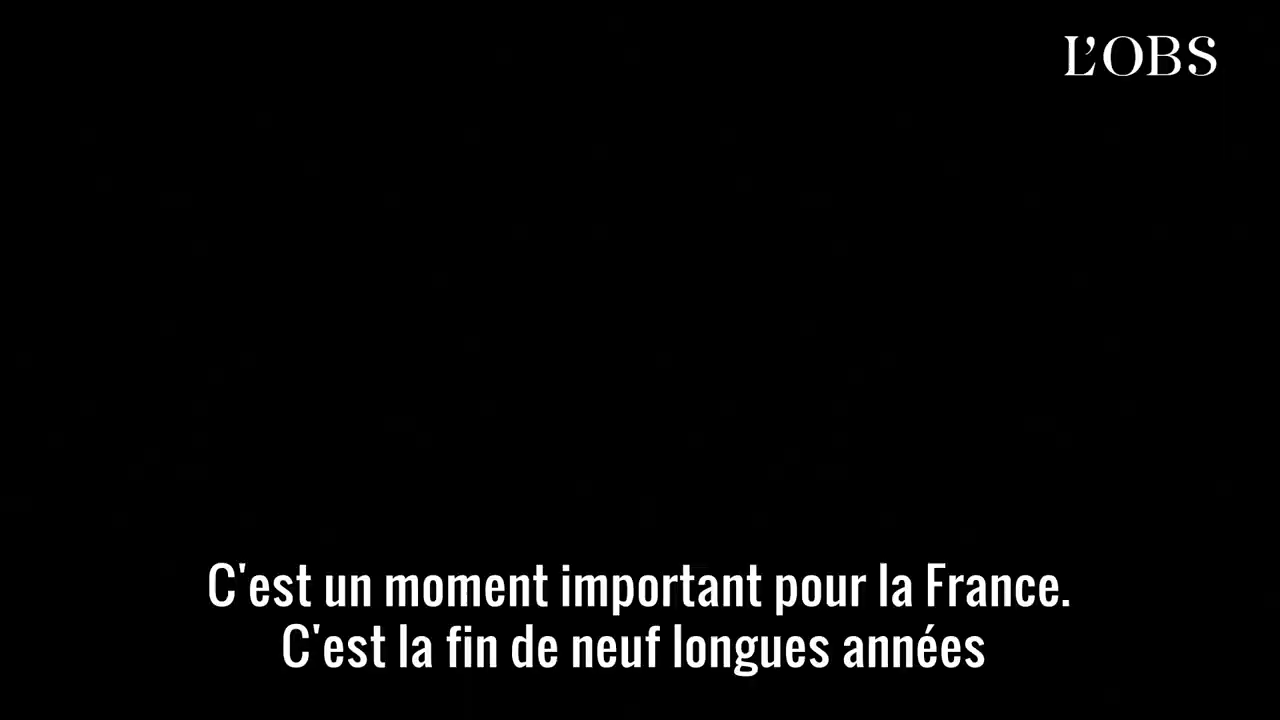 L'OBS
C'est un moment important pour la France.
C'est la fin de neuf longues années